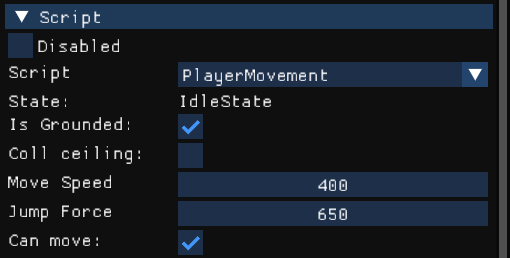 Script
Disabled
Script PlayerMovement
State: IdleState
Is Grounded:
Coll ceiling:
Move Speed 400
Jump Force 650
Can move: